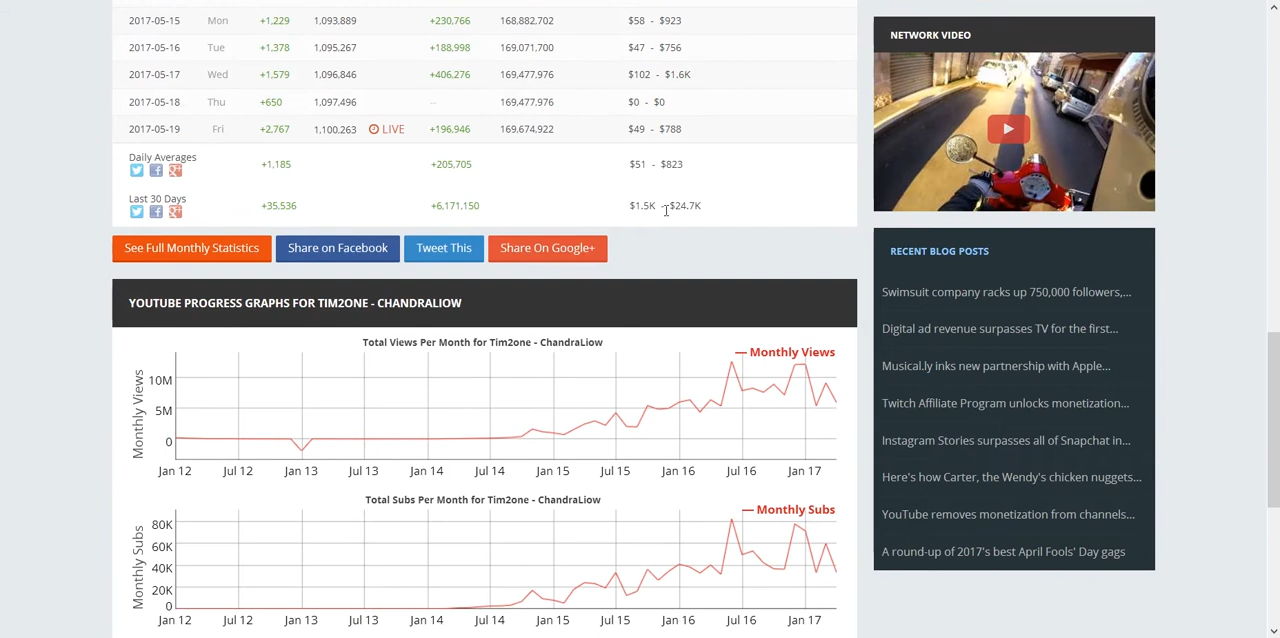 2017-05-15 Mon +1,229 1,093,889 +230,766 168,882,702 $58 - $923
2017-05-16 Tue +1,378 1,095,267 +188,998 169,071,700 $47 - $756
2017-05-17 Wed +1,579 1,096,846 +406,276 169,477,976 $102 - $1.6K
2017-05-18 Thu +650 1,097,496 -- 169,477,976 $0 - $0
2017-05-19 Fri +2,767 1,100,263 LIVE +196,946 169,674,922 $49 - $788
Daily Averages +1,185 +205,705 $51 - $823
Last 30 Days +35,536 +6,171,150 $1.5K - $24.7K
See Full Monthly Statistics Share on Facebook Tweet This Share On Google+
YOUTUBE PROGRESS GRAPHS FOR TIM2ONE - CHANDRALIOW
Total Views Per Month for Tim2one - ChandraLiow
Monthly Views
Monthly Views
10M
5M
0
Jan 12 Jul 12 Jan 13 Jul 13 Jan 14 Jul 14 Jan 15 Jul 15 Jan 16 Jul 16 Jan 17
Total Subs Per Month for Tim2one - ChandraLiow
Monthly Subs
Monthly Subs
80K
60K
40K
20K
0
Jan 12 Jul 12 Jan 13 Jul 13 Jan 14 Jul 14 Jan 15 Jul 15 Jan 16 Jul 16 Jan 17
NETWORK VIDEO
RECENT BLOG POSTS
Swimsuit company racks up 750,000 followers,...
Digital ad revenue surpasses TV for the first...
Musical.ly inks new partnership with Apple...
Twitch Affiliate Program unlocks monetization...
Instagram Stories surpasses all of Snapchat in...
Here's how Carter, the Wendy's chicken nuggets...
YouTube removes monetization from channels...
A round-up of 2017's best April Fools' Day gags